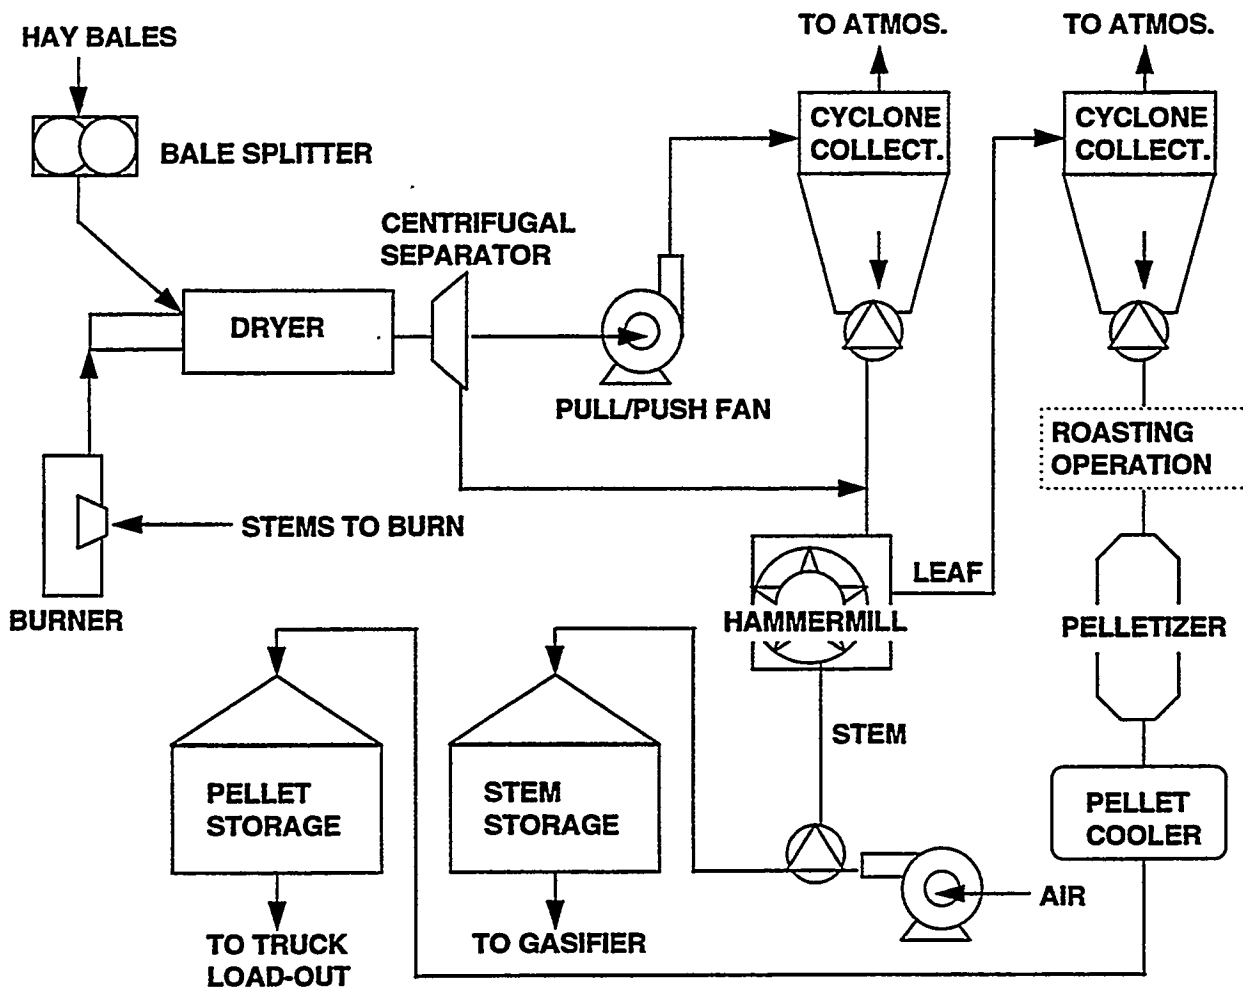 HAY BALES
TO ATMOS.
TO ATMOS.
BALE SPLITTER
CYCLONE
COLLECT.
CYCLONE
COLLECT.
CENTRIFUGAL
SEPARATOR
DRYER
PULL/PUSH FAN
ROASTING
OPERATION
STEMS TO BURN
BURNER
LEAF
HAMMERMILL
PELLETIZER
STEM
PELLET
STORAGE
STEM
STORAGE
PELLET
COOLER
AIR
TO TRUCK
LOAD-OUT
TO GASIFIER